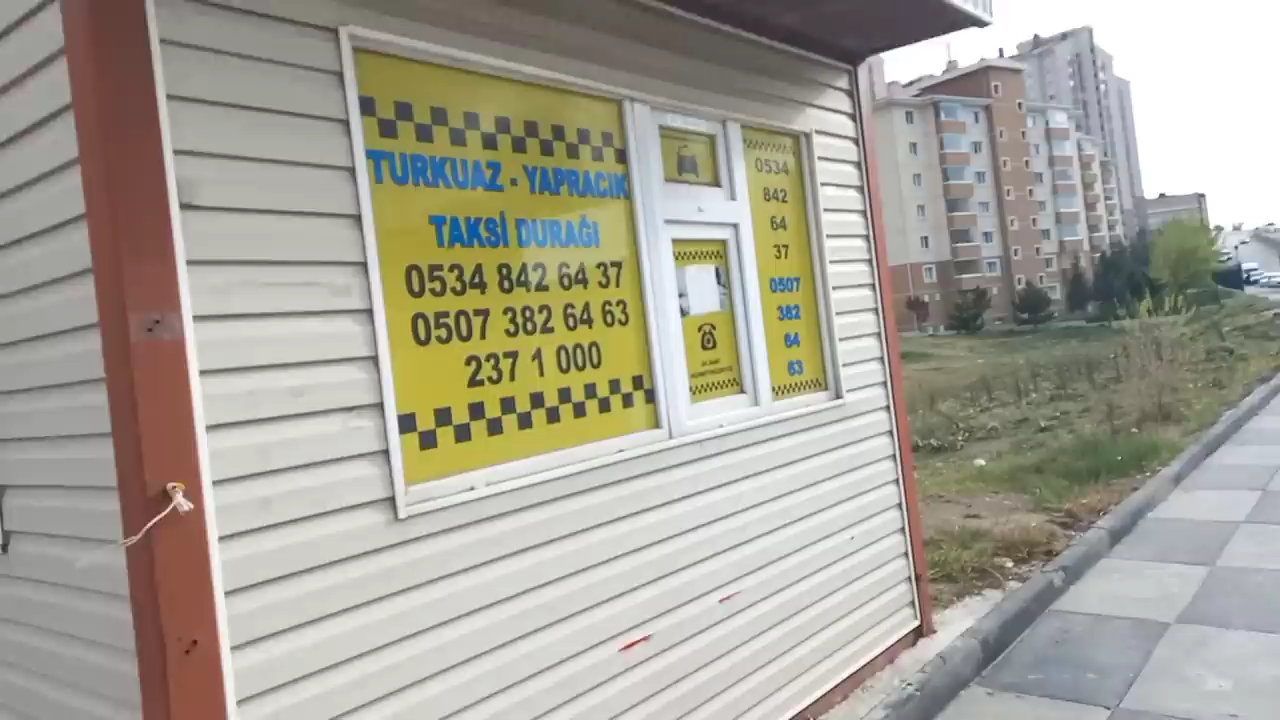 TURKUAZ - YAPRACIK
TAKSİ DURAĞI
0534 842 64 37
0507 382 64 63
237 1 000
0534
842
64
37
0507
382
64
63